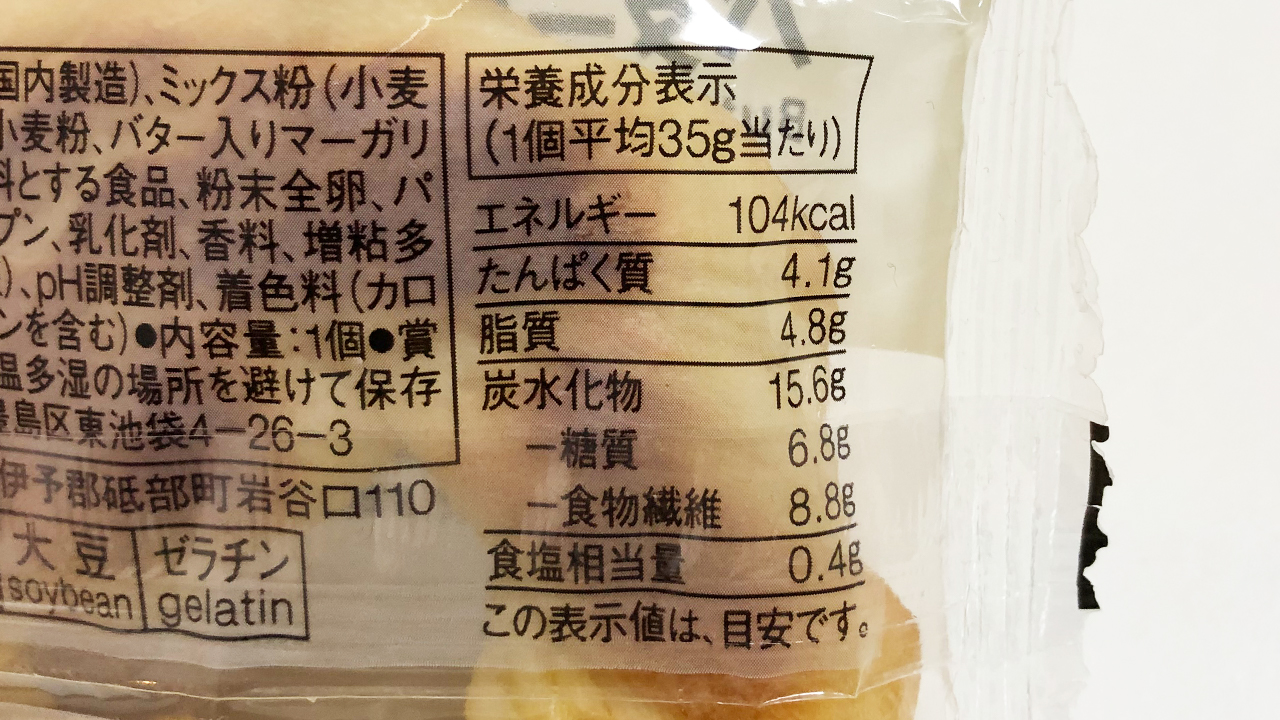 国内製造)、ミックス粉(小麦
小麦粉、バター入りマーガリ
料とする食品、粉末全卵、パ
プン、乳化剤、香料、増粘多
)、pH調整剤、着色料(カロ
ンを含む)●内容量:1個●賞
温多湿の場所を避けて保存
豊島区東池袋4-26-3
伊予郡砥部町岩谷口110
大豆
soybean
ゼラチン
gelatin
栄養成分表示
(1個平均35g当たり)
エネルギー 104kcal
たんぱく質 4.1g
脂質 4.8g
炭水化物 15.6g
-糖質 6.8g
-食物繊維 8.8g
食塩相当量 0.4g
この表示値は、目安です。